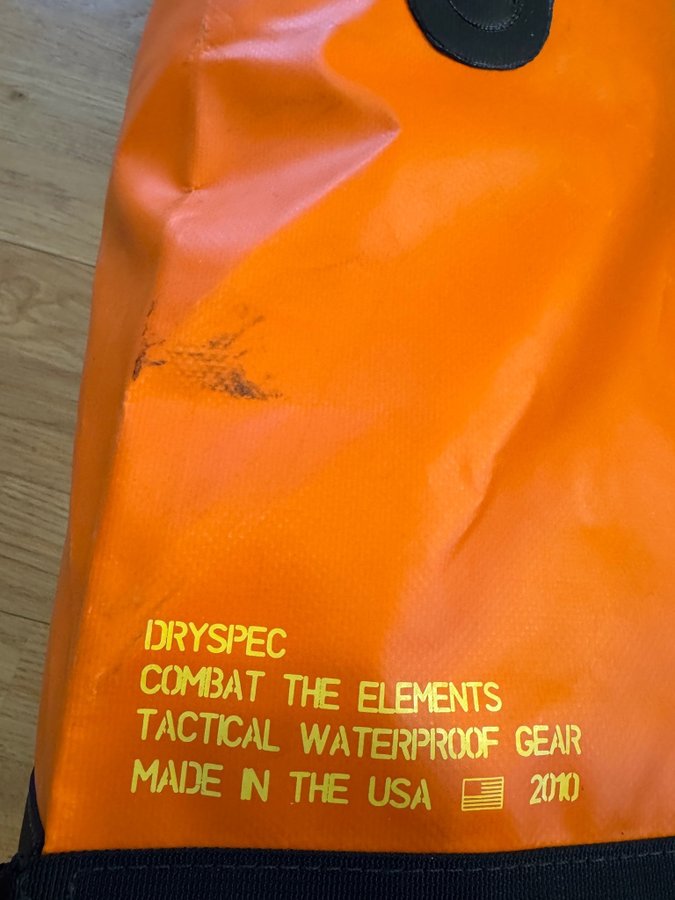 DRYSPEC
COMBAT THE ELEMENTS
TACTICAL WATERPROOF GEAR
MADE IN THE USA 2010